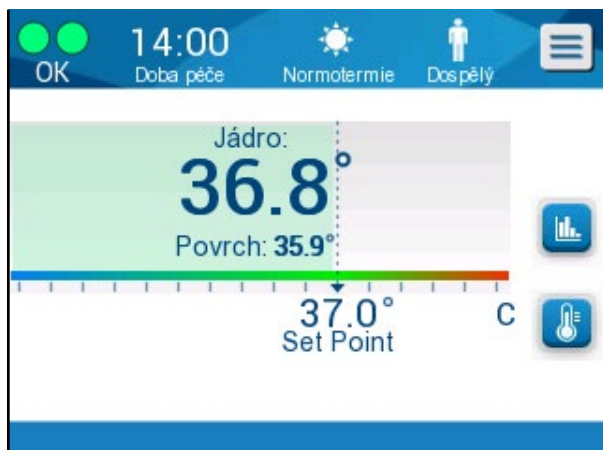 OK
14:00
Doba péče
Normotermie
Dospělý
Jádro:
36.8°
Povrch: 35.9°
37.0° C
Set Point